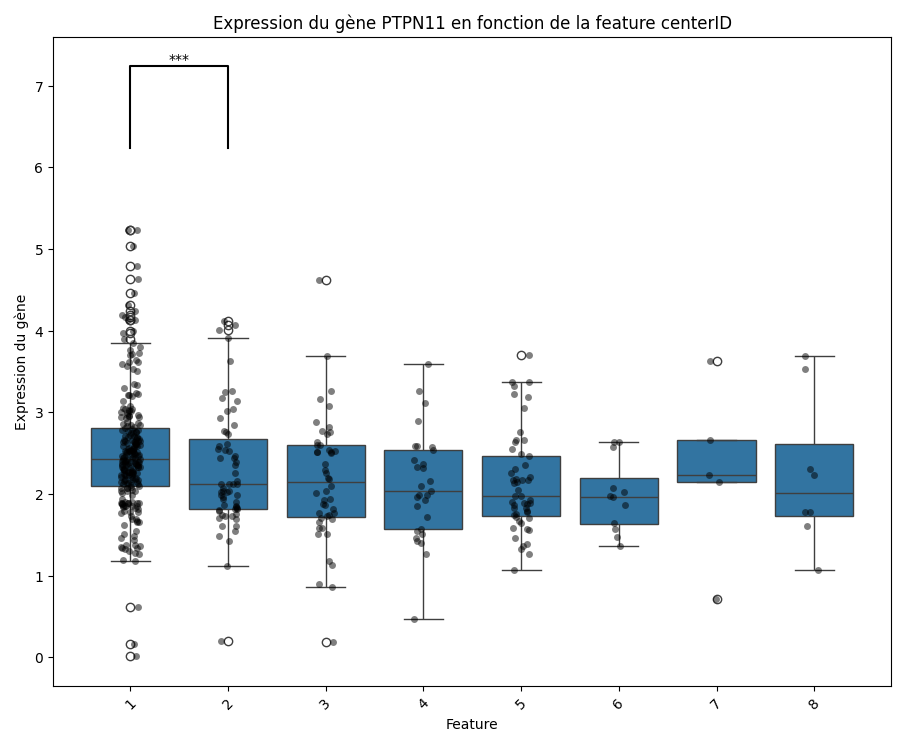 Expression du gène PTPN11 en fonction de la feature centerID
***
7
6
5
4
3
2
1
0
Expression du gène
1 2 3 4 5 6 7 8
Feature